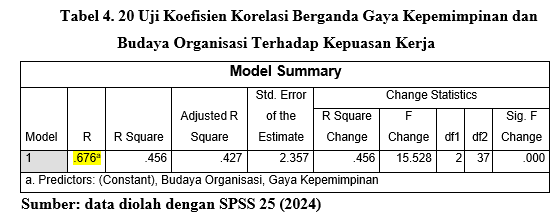 Tabel 4. 20 Uji Koefisien Korelasi Berganda Gaya Kepemimpinan dan
Budaya Organisasi Terhadap Kepuasan Kerja
Model Summary
Model R R Square Adjusted R Square Std. Error of the Estimate Change Statistics
R Square Change F Change df1 df2 Sig. F Change
1 .676a .456 .427 2.357 .456 15.528 2 37 .000
a. Predictors: (Constant), Budaya Organisasi, Gaya Kepemimpinan
Sumber: data diolah dengan SPSS 25 (2024)